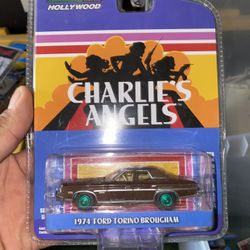 HOLLYWOOD
CHARLIE'S
ANGELS
1974 FORD TORINO BROUGHAM